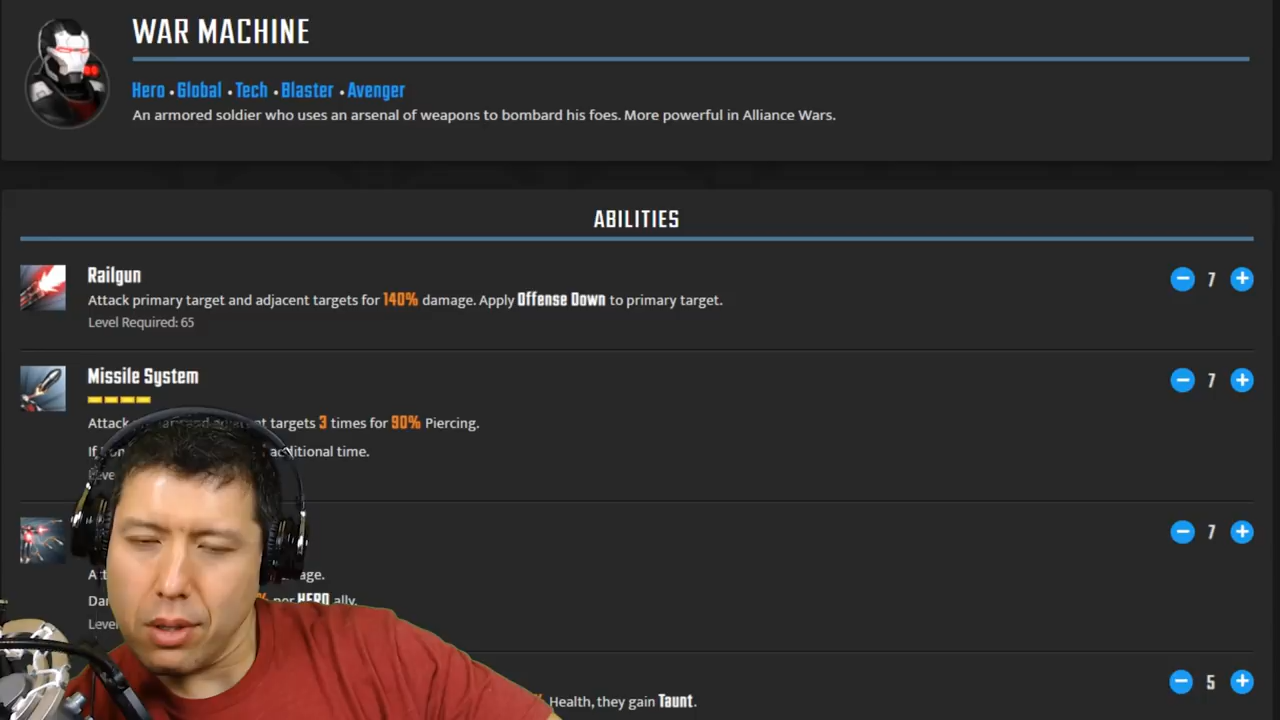 WAR MACHINE
Hero • Global • Tech • Blaster • Avenger
An armored soldier who uses an arsenal of weapons to bombard his foes. More powerful in Alliance Wars.
ABILITIES
Railgun
7
Attack primary target and adjacent targets for 140% damage. Apply Offense Down to primary target.
Level Required: 65
Missile System
7
Attack targets 3 times for 90% Piercing.
If additional time.
7
per HERO ally.
Health, they gain Taunt.
5